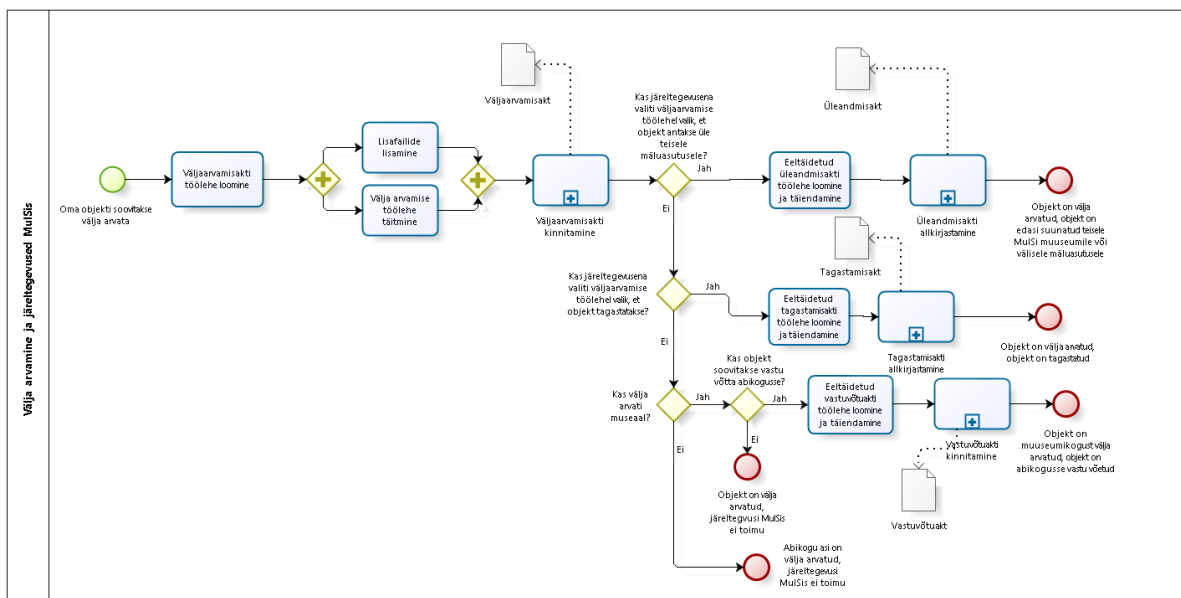 Välja arvamine ja järeltegevused MuISis
Oma objekti soovitakse
välja arvata
Väljaarvamisakti
töölehe loomine
Lisafailide
lisamine
Välja arvamise
töölehe
täitmine
Väljaarvamisakt
Väljaarvamisakti
kinnitamine
Kas järeltegevusena
valiti väljaarvamise
töölehel valik, et
objekt antakse üle
teisele
mäluasutusele?
Jah
Ei
Eeltäidetud
üleandmisakti
töölehe loomine
ja täiendamine
Üleandmisakt
Üleandmisakti
allkirjastamine
Objekt on välja
arvatud, objekt on
edasi suunatud teisele
MuISi muuseumile või
välisele mäluasutusele
Kas järeltegevusena
valiti väljaarvamise
töölehel valik, et
objekt tagastatakse?
Jah
Ei
Eeltäidetud
tagastamisakti
töölehe loomine
ja täiendamine
Tagastamisakt
Tagastamisakti
allkirjastamine
Objekt on välja arvatud,
objekt on tagastatud
Kas välja
arvati
museaal?
Jah
Ei
Kas objekt
soovitakse vastu
võtta abikogusse?
Jah
Ei
Eeltäidetud
vastuvõtuakti
töölehe loomine
ja täiendamine
Vastuvõtuakti
kinnitamine
Vastuvõtuakt
Objekt on
muuseumikogust välja
arvatud, objekt on
abikogusse vastu võetud
Objekt on välja
arvatud,
järeltegvusi MuISis
ei toimu
Abikogu asi on
välja arvatud,
järeltegevusi
MuISis ei toimu